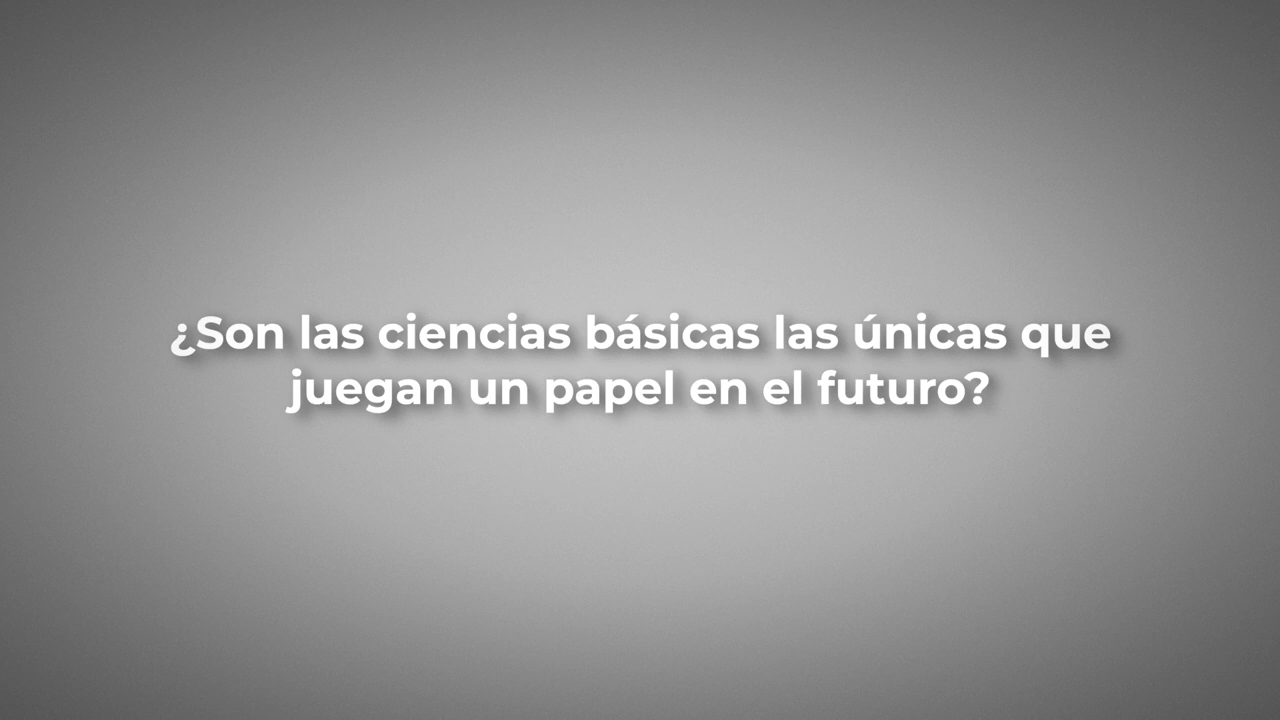 ¿Son las ciencias básicas las únicas que
juegan un papel en el futuro?